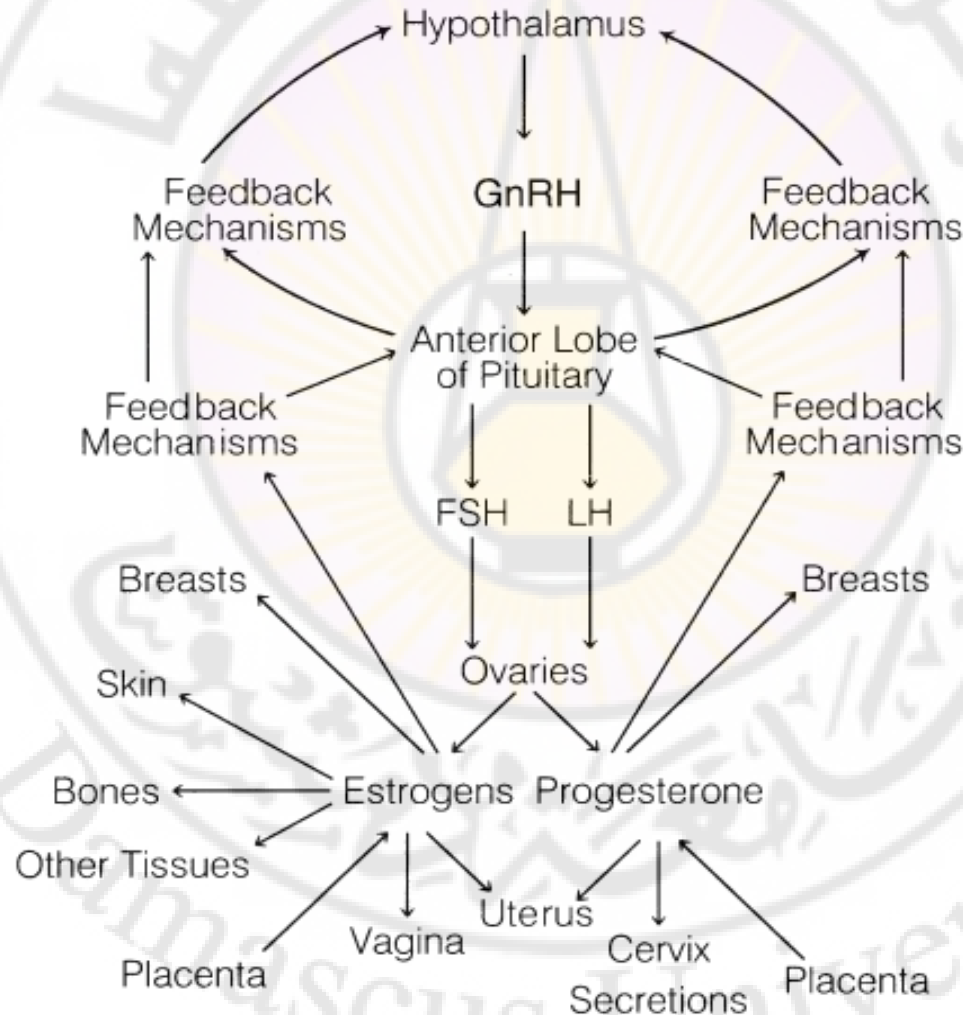 Hypothalamus
Feedback
Mechanisms
GnRH
Feedback
Mechanisms
Anterior Lobe
of Pituitary
Feedback
Mechanisms
Feedback
Mechanisms
FSH
LH
Breasts
Breasts
Ovaries
Skin
Bones
Estrogens
Progesterone
Other Tissues
Uterus
Vagina
Cervix
Secretions
Placenta
Placenta
Damascus